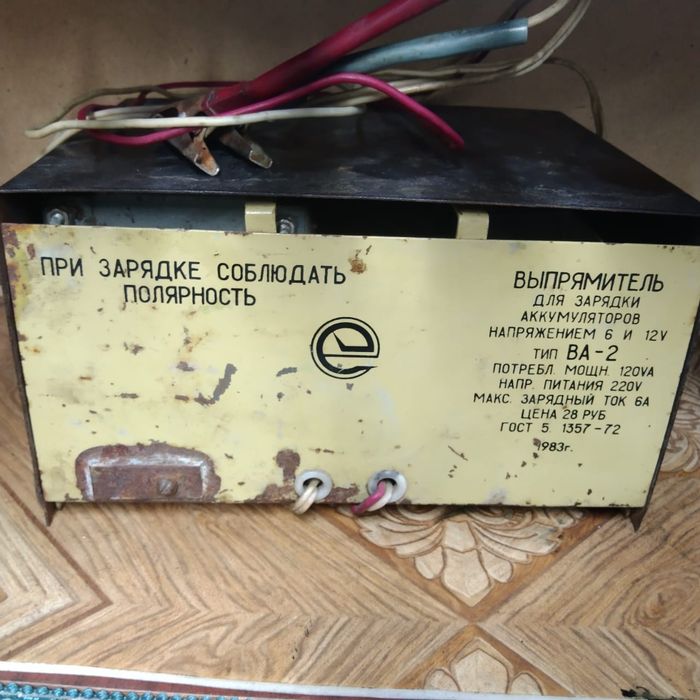 ПРИ ЗАРЯДКЕ СОБЛЮДАТЬ
ПОЛЯРНОСТЬ
e
ВЫПРЯМИТЕЛЬ
ДЛЯ ЗАРЯДКИ
АККУМУЛЯТОРОВ
НАПРЯЖЕНИЕМ 6 И 12V
ТИП ВА-2
ПОТРЕБЛ. МОЩН. 120VA
НАПР. ПИТАНИЯ 220V
МАКС. ЗАРЯДНЫЙ ТОК 6А
ЦЕНА 28 РУБ
ГОСТ 5. 1357-72
1983г.